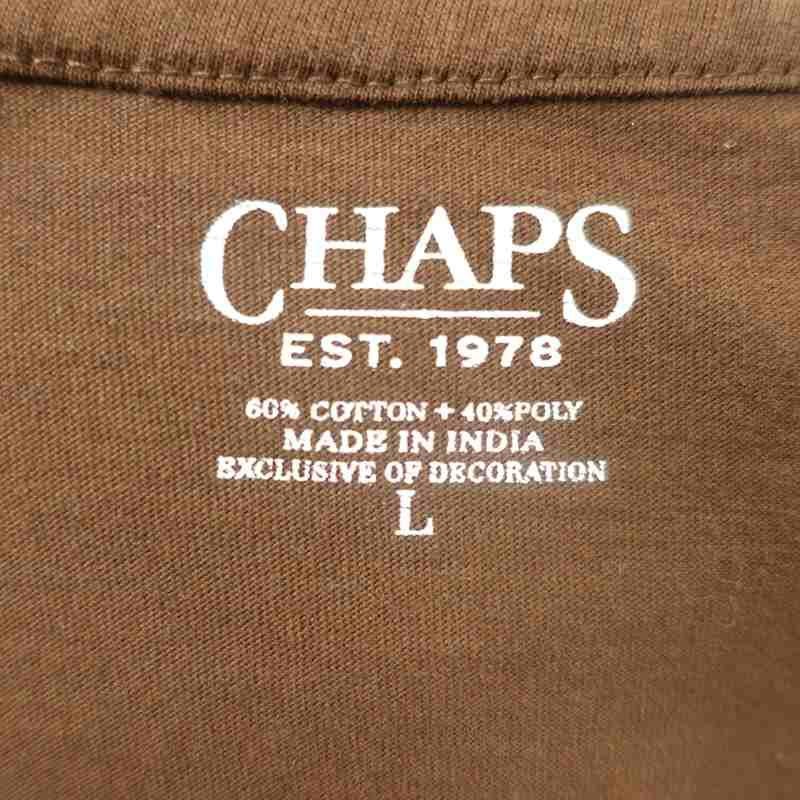 CHAPS
EST. 1978
60% COTTON + 40%POLY
MADE IN INDIA
EXCLUSIVE OF DECORATION
L